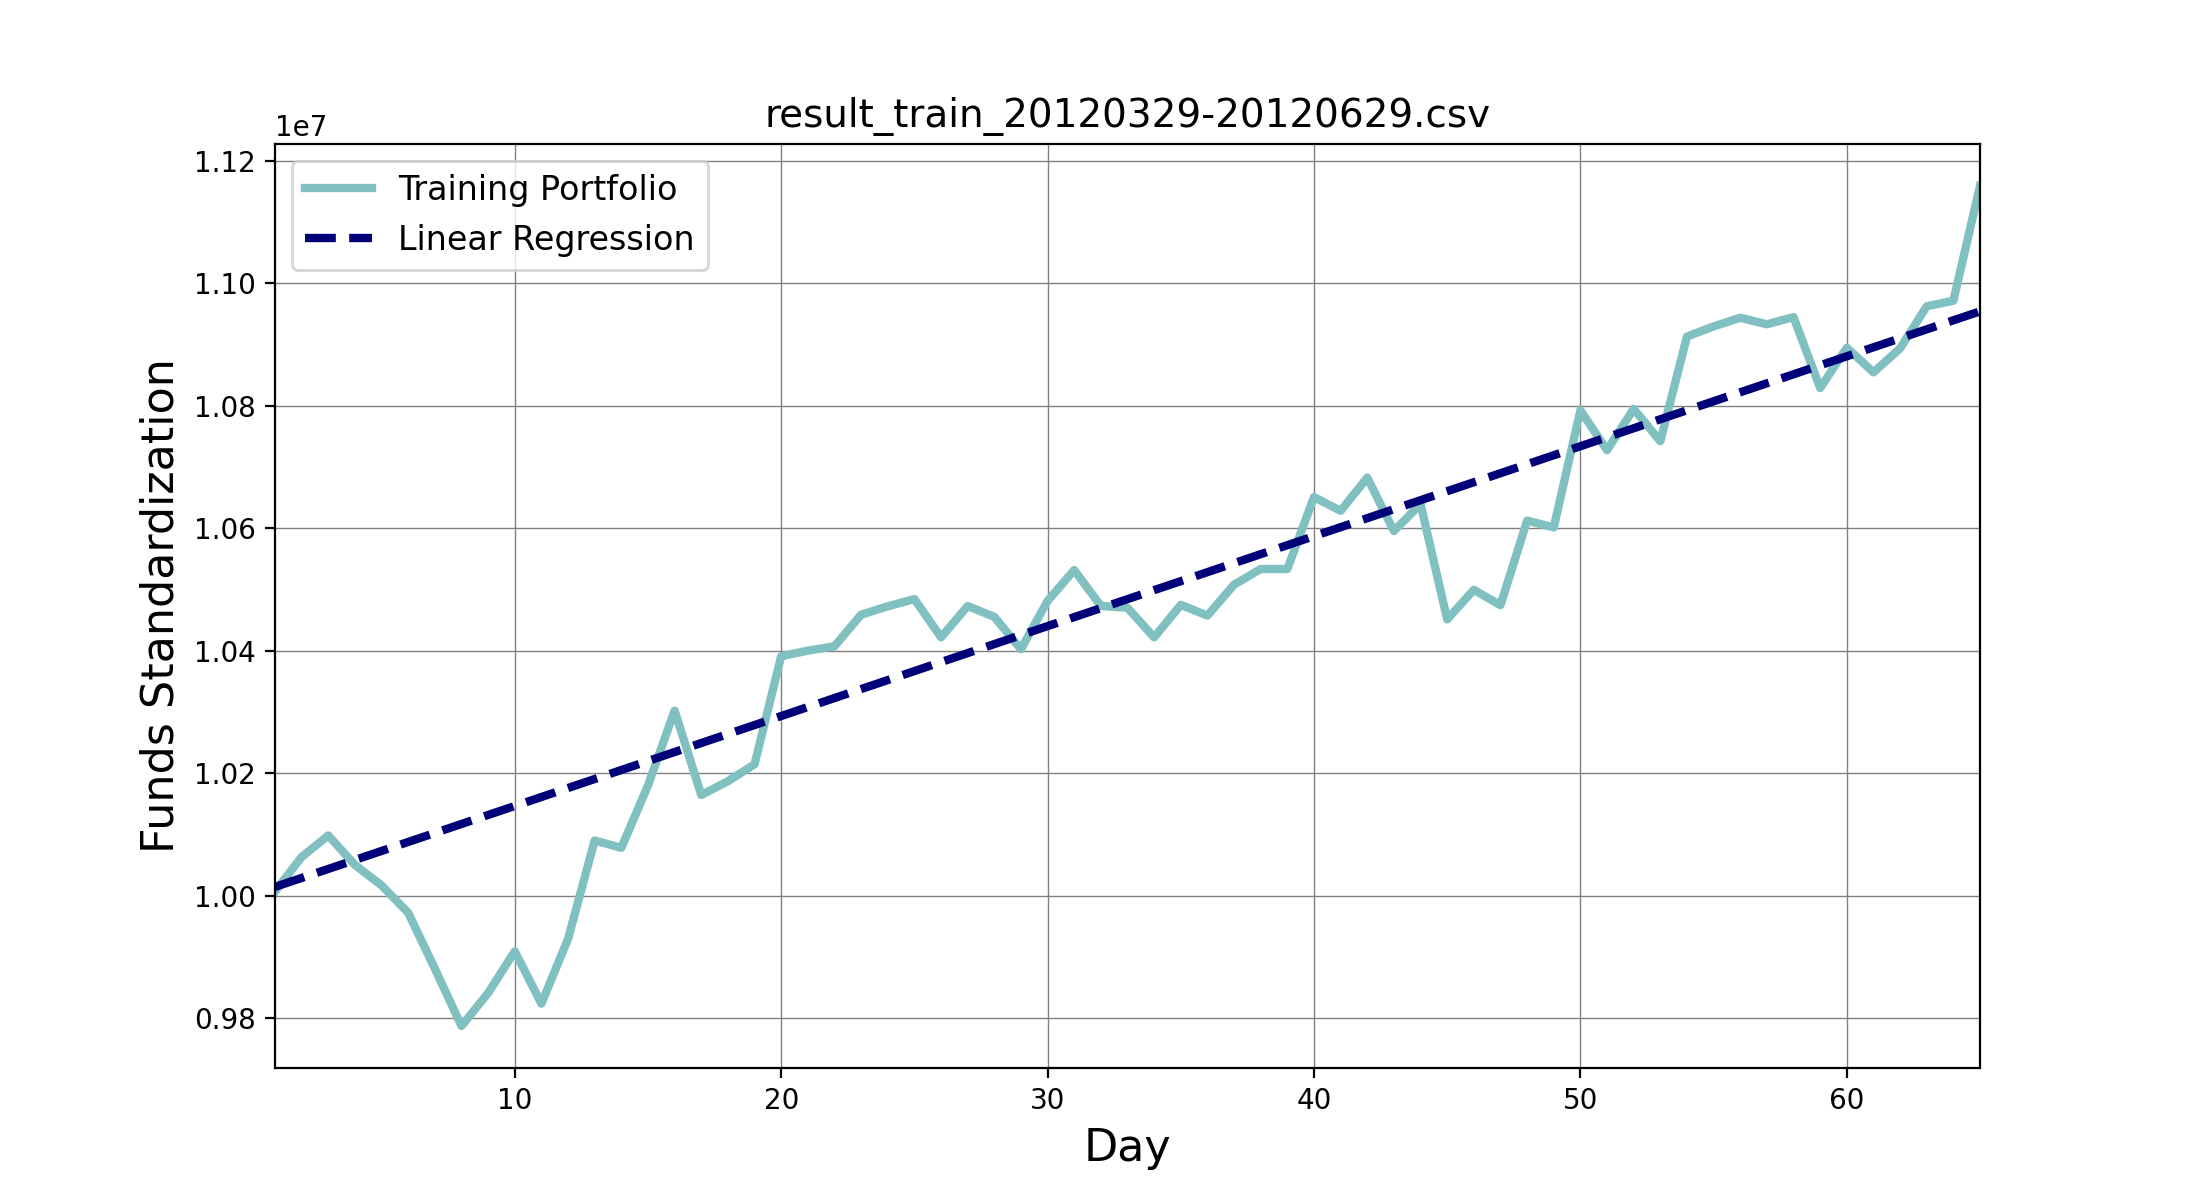 result_train_20120329-20120629.csv
1e7
1.12
1.10
1.08
1.06
1.04
1.02
1.00
0.98
Training Portfolio
Linear Regression
Funds Standardization
10 20 30 40 50 60
Day